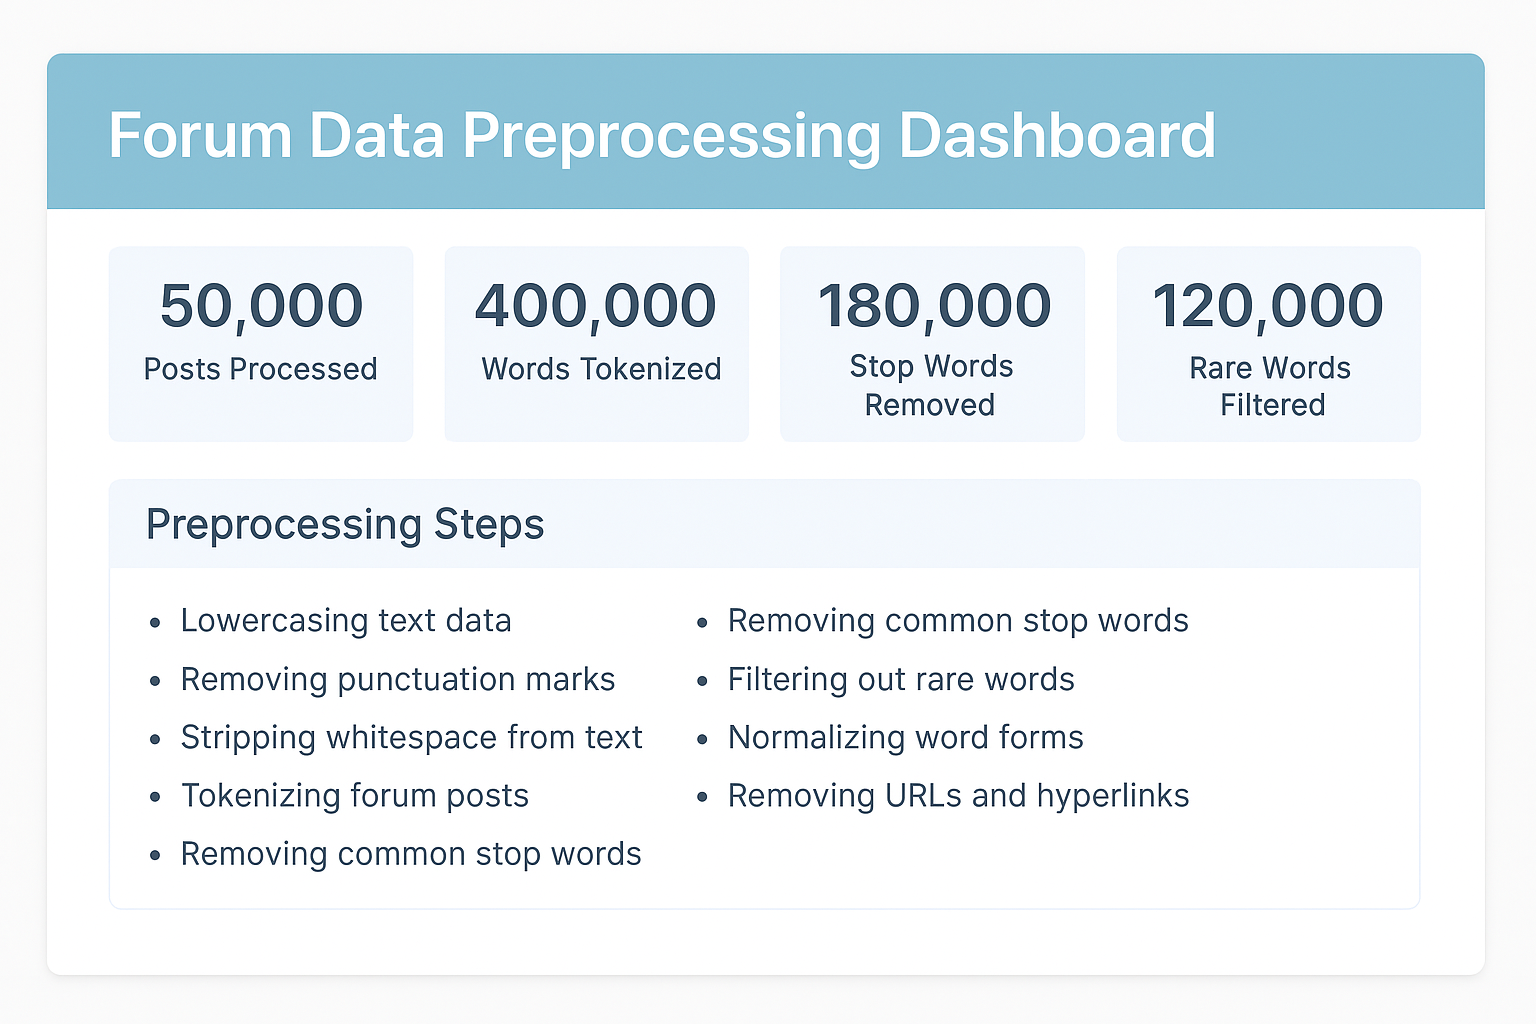 Forum Data Preprocessing Dashboard
50,000
Posts Processed
400,000
Words Tokenized
180,000
Stop Words
Removed
120,000
Rare Words
Filtered
Preprocessing Steps
• Lowercasing text data
• Removing punctuation marks
• Stripping whitespace from text
• Tokenizing forum posts
• Removing common stop words
• Removing common stop words
• Filtering out rare words
• Normalizing word forms
• Removing URLs and hyperlinks